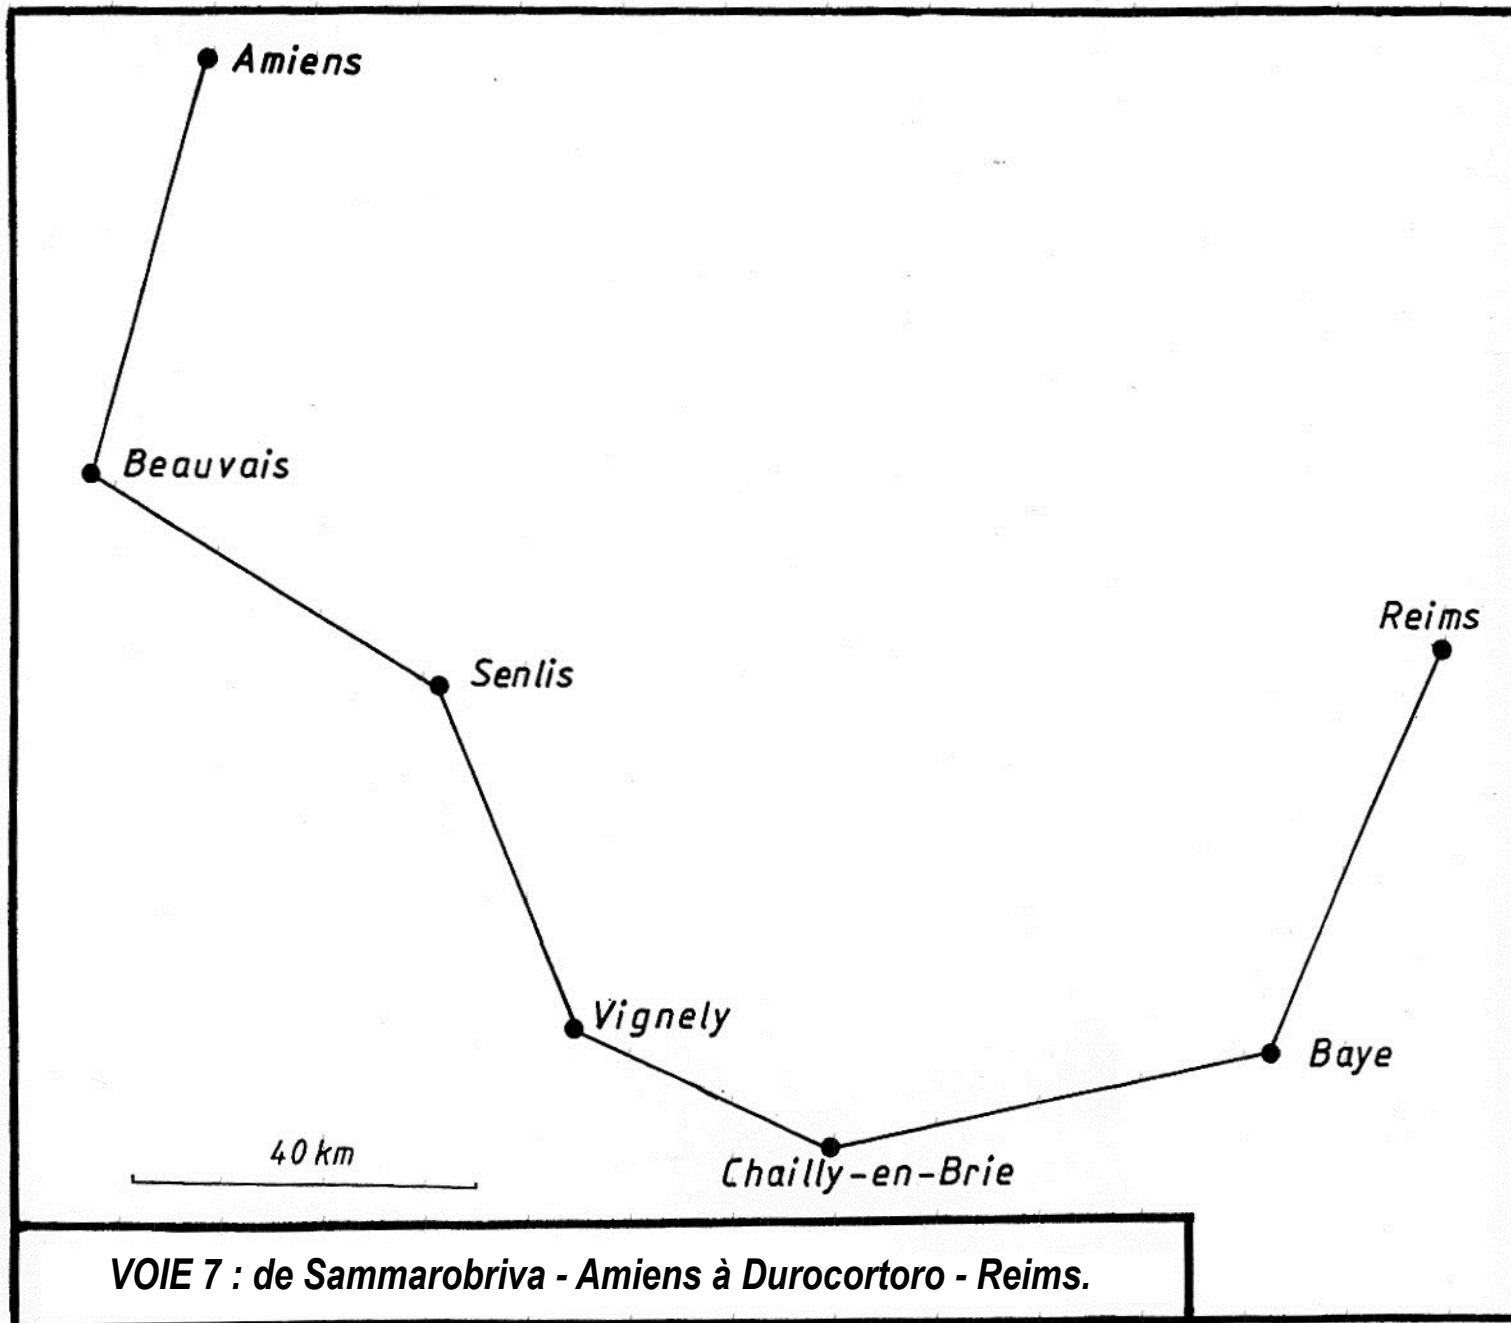 Amiens
Beauvais
Reims
Senlis
Vignely
Baye
40 km
Chailly-en-Brie
VOIE 7 : de Sammarobriva - Amiens à Durocortoro - Reims.